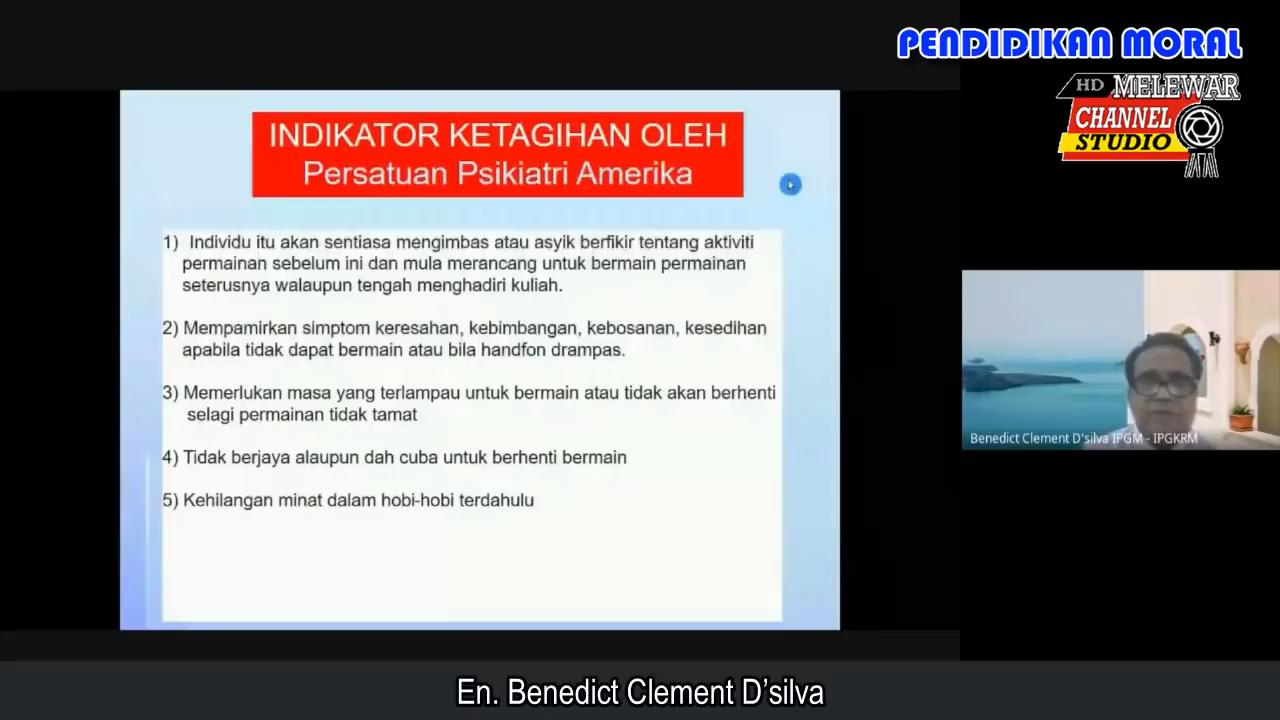 PENDIDIKAN MORAL
HD MELEWAR
CHANNEL
STUDIO
INDIKATOR KETAGIHAN OLEH
Persatuan Psikiatri Amerika
1) Individu itu akan sentiasa mengimbas atau asyik berfikir tentang aktiviti
permainan sebelum ini dan mula merancang untuk bermain permainan
seterusnya walaupun tengah menghadiri kuliah.
2) Mempamirkan simptom keresahan, kebimbangan, kebosanan, kesedihan
apabila tidak dapat bermain atau bila handfon drampas.
3) Memerlukan masa yang terlampau untuk bermain atau tidak akan berhenti
selagi permainan tidak tamat
4) Tidak berjaya alaupun dah cuba untuk berhenti bermain
5) Kehilangan minat dalam hobi-hobi terdahulu
Benedict Clement D'silva IPGM - IPGKRM
En. Benedict Clement D’silva